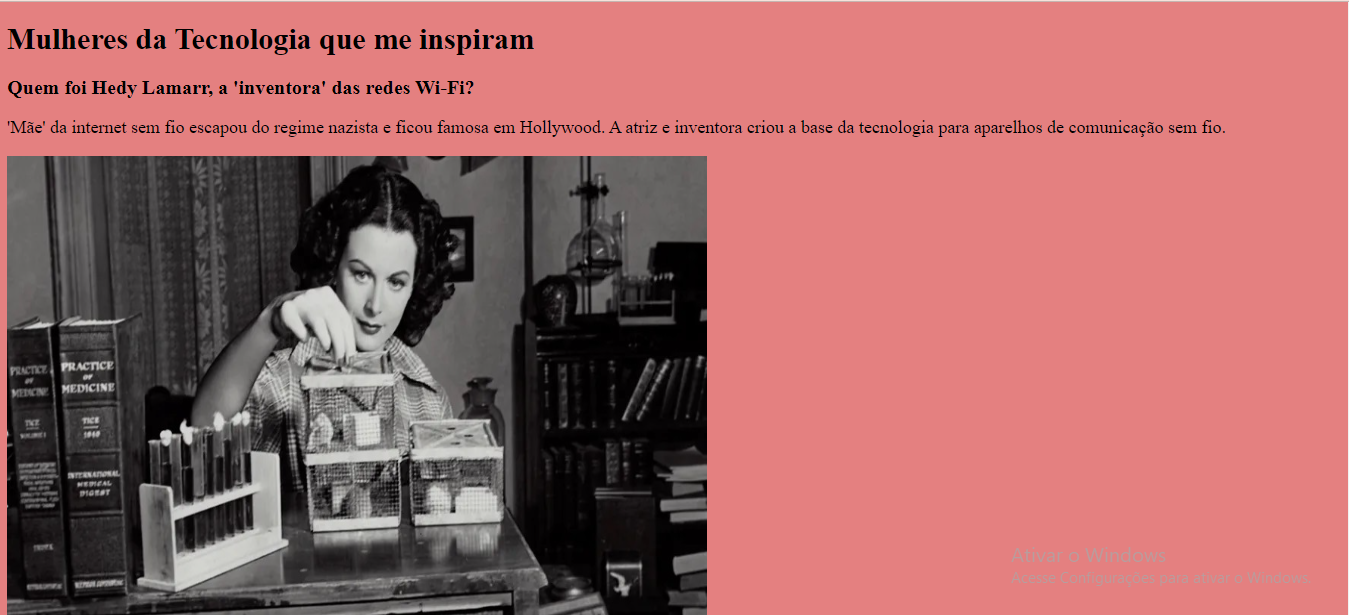 Mulheres da Tecnologia que me inspiram
Quem foi Hedy Lamarr, a 'inventora' das redes Wi-Fi?
'Mãe' da internet sem fio escapou do regime nazista e ficou famosa em Hollywood. A atriz e inventora criou a base da tecnologia para aparelhos de comunicação sem fio.
PRACTICE
OF
MEDICINE
TICE
VOLUME I
PRACTICE
OF
MEDICINE
TICE
INTERNATIONAL
MEDICAL
DIGEST
Ativar o Windows
Acesse Configurações para ativar o Windows.